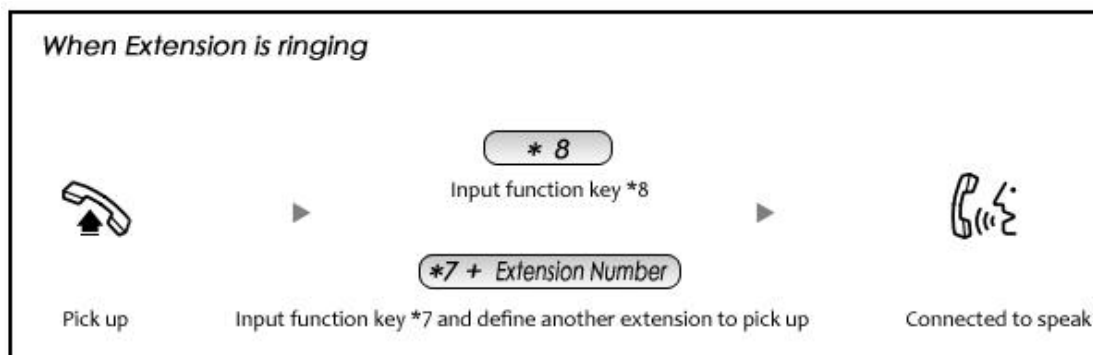 When Extension is ringing
* 8
Input function key *8
*7 + Extension Number
Pick up
Input function key *7 and define another extension to pick up
Connected to speak